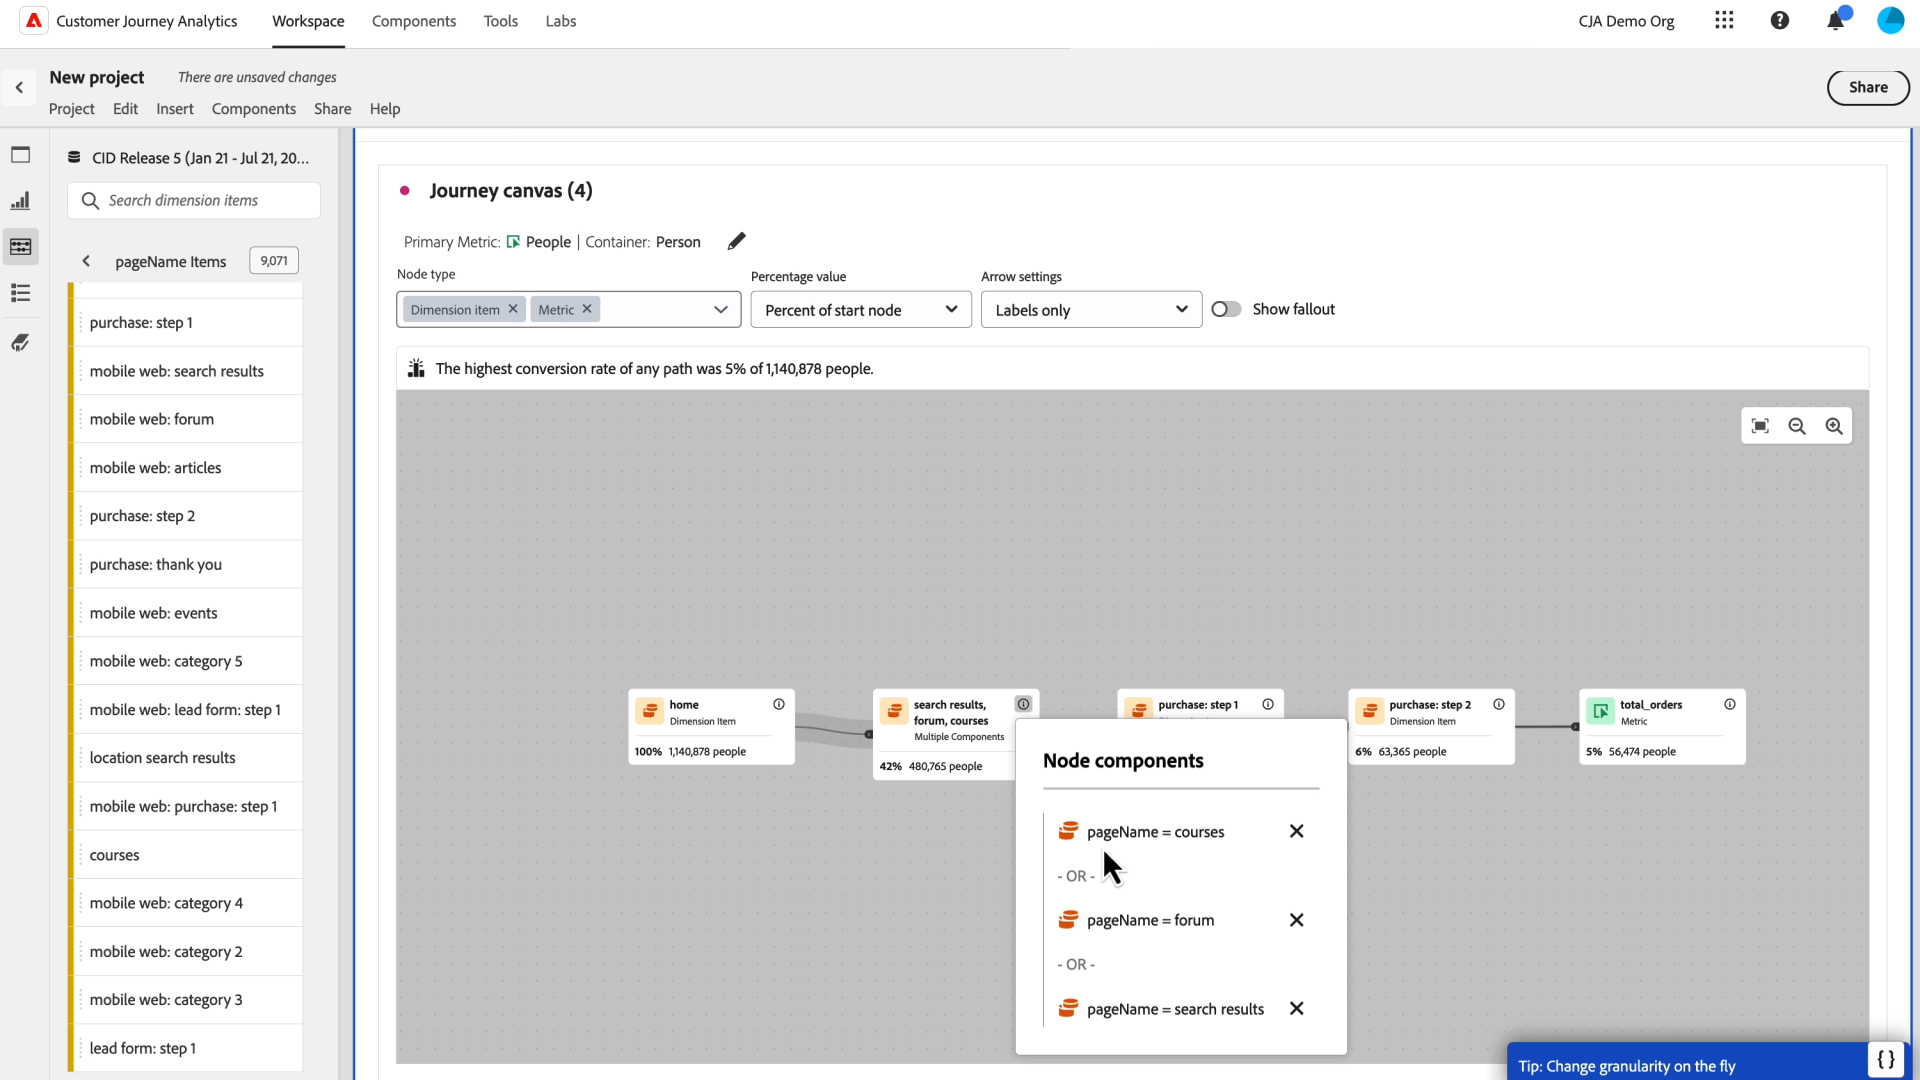 Customer Journey Analytics
Workspace
Components
Tools
Labs
CJA Demo Org
New project
There are unsaved changes
Project
Edit
Insert
Components
Share
Help
Share
CID Release 5 (Jan 21 - Jul 21, 20...
Search dimension items
pageName Items
9,071
purchase: step 1
mobile web: search results
mobile web: forum
mobile web: articles
purchase: step 2
purchase: thank you
mobile web: events
mobile web: category 5
mobile web: lead form: step 1
location search results
mobile web: purchase: step 1
courses
mobile web: category 4
mobile web: category 2
mobile web: category 3
lead form: step 1
Journey canvas (4)
Primary Metric: People | Container: Person
Node type
Percentage value
Arrow settings
Dimension item
Metric
Percent of start node
Labels only
Show fallout
The highest conversion rate of any path was 5% of 1,140,878 people.
home
Dimension Item
100% 1,140,878 people
search results,
forum, courses
Multiple Components
42% 480,765 people
purchase: step 1
purchase: step 2
Dimension Item
6% 63,365 people
total_orders
Metric
5% 56,474 people
Node components
pageName = courses
- OR -
pageName = forum
- OR -
pageName = search results
Tip: Change granularity on the fly
{}